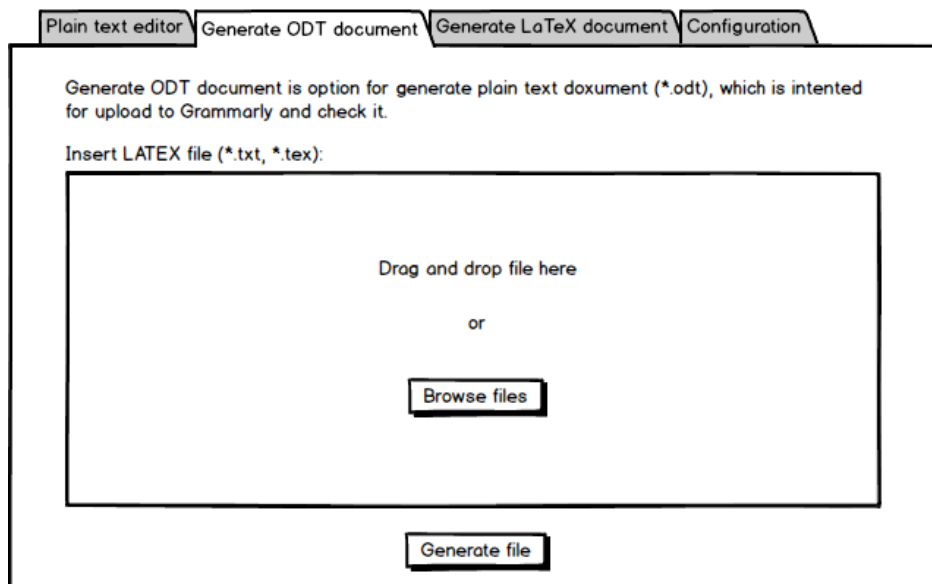 Plain text editor Generate ODT document Generate LaTeX document Configuration
Generate ODT document is option for generate plain text doxument (*.odt), which is intented
for upload to Grammarly and check it.
Insert LATEX file (*.txt, *.tex):
Drag and drop file here
or
Browse files
Generate file